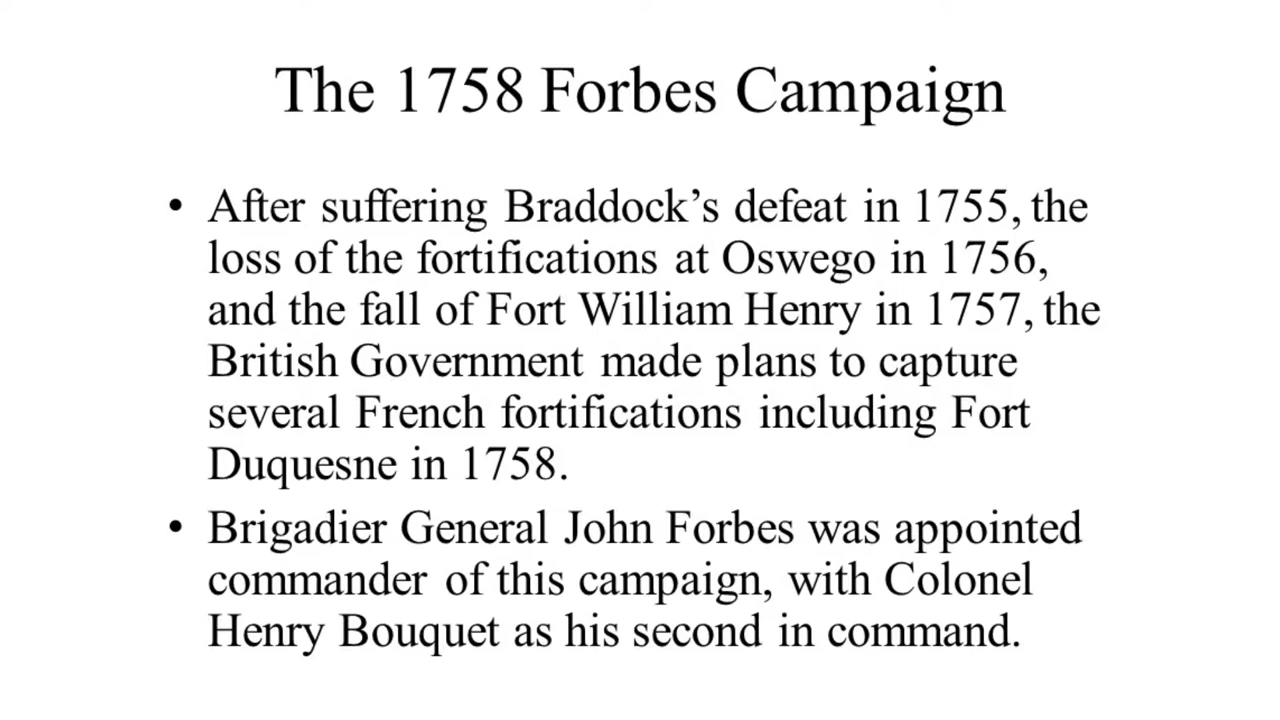 The 1758 Forbes Campaign
• After suffering Braddock’s defeat in 1755, the
loss of the fortifications at Oswego in 1756,
and the fall of Fort William Henry in 1757, the
British Government made plans to capture
several French fortifications including Fort
Duquesne in 1758.
• Brigadier General John Forbes was appointed
commander of this campaign, with Colonel
Henry Bouquet as his second in command.